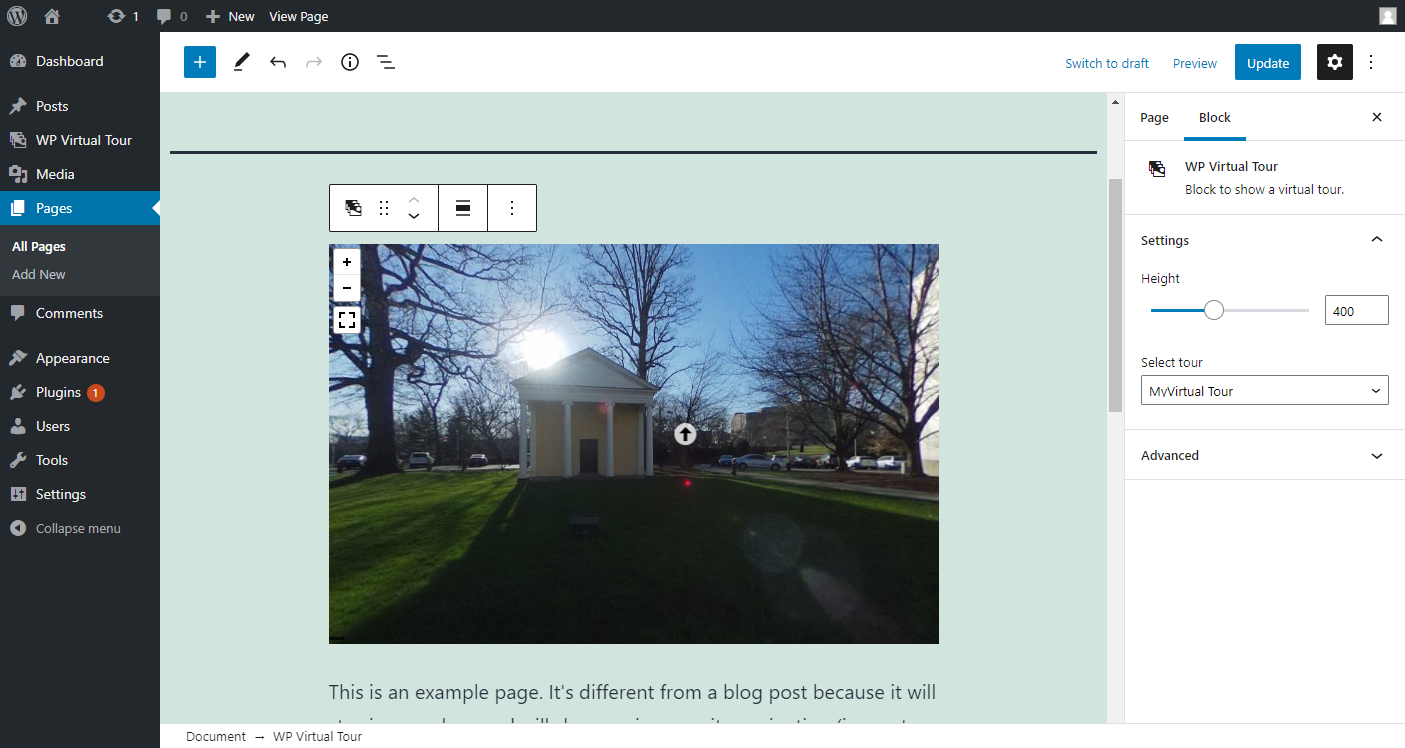 1
0
New
View Page
Dashboard
Posts
WP Virtual Tour
Media
Pages
All Pages
Add New
Comments
Appearance
Plugins 1
Users
Tools
Settings
Collapse menu
Switch to draft
Preview
Update
This is an example page. It's different from a blog post because it will
Page
Block
WP Virtual Tour
Block to show a virtual tour.
Settings
Height
400
Select tour
MyVirtual Tour
Advanced
Document → WP Virtual Tour